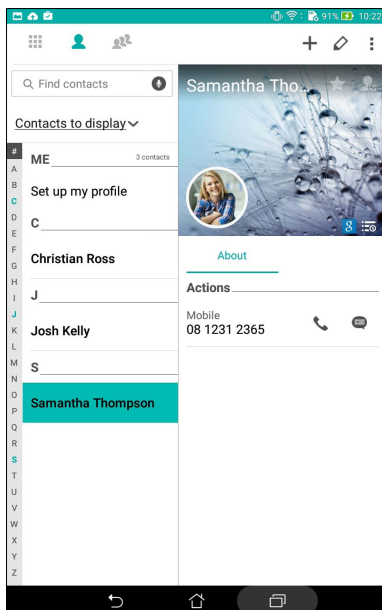 91% 10:22
Find contacts
Contacts to display
#
A
B
C
D
E
F
G
H
I
J
K
L
M
N
O
P
Q
R
S
T
U
V
W
X
Y
Z
ME 3 contacts
Set up my profile
C
Christian Ross
J
Josh Kelly
S
Samantha Thompson
Samantha Tho...
8
About
Actions
Mobile
08 1231 2365